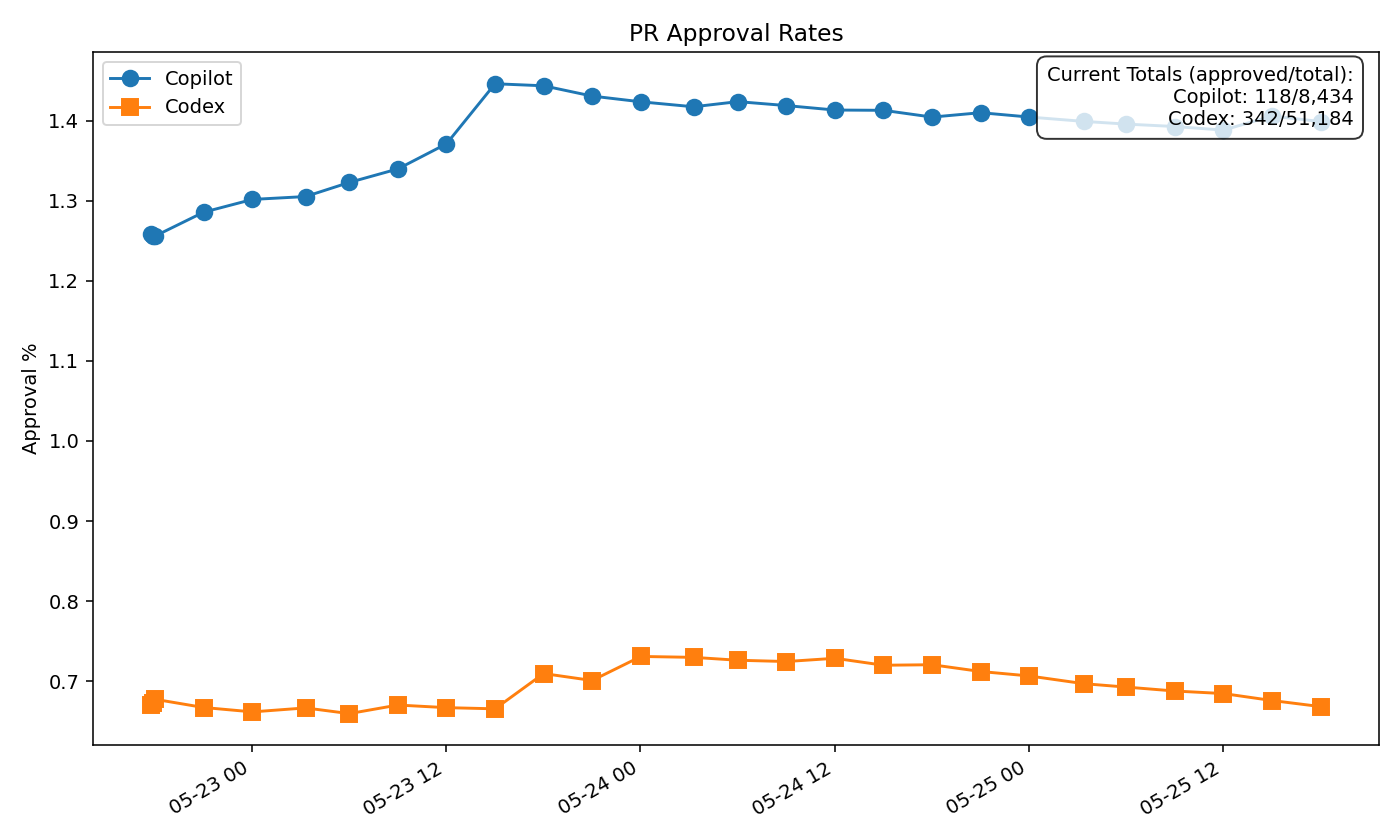 PR Approval Rates
Copilot
Codex
Current Totals (approved/total):
Copilot: 118/8,434
Codex: 342/51,184
Approval %
1.4
1.3
1.2
1.1
1.0
0.9
0.8
0.7
05-23 00
05-23 12
05-24 00
05-24 12
05-25 00
05-25 12